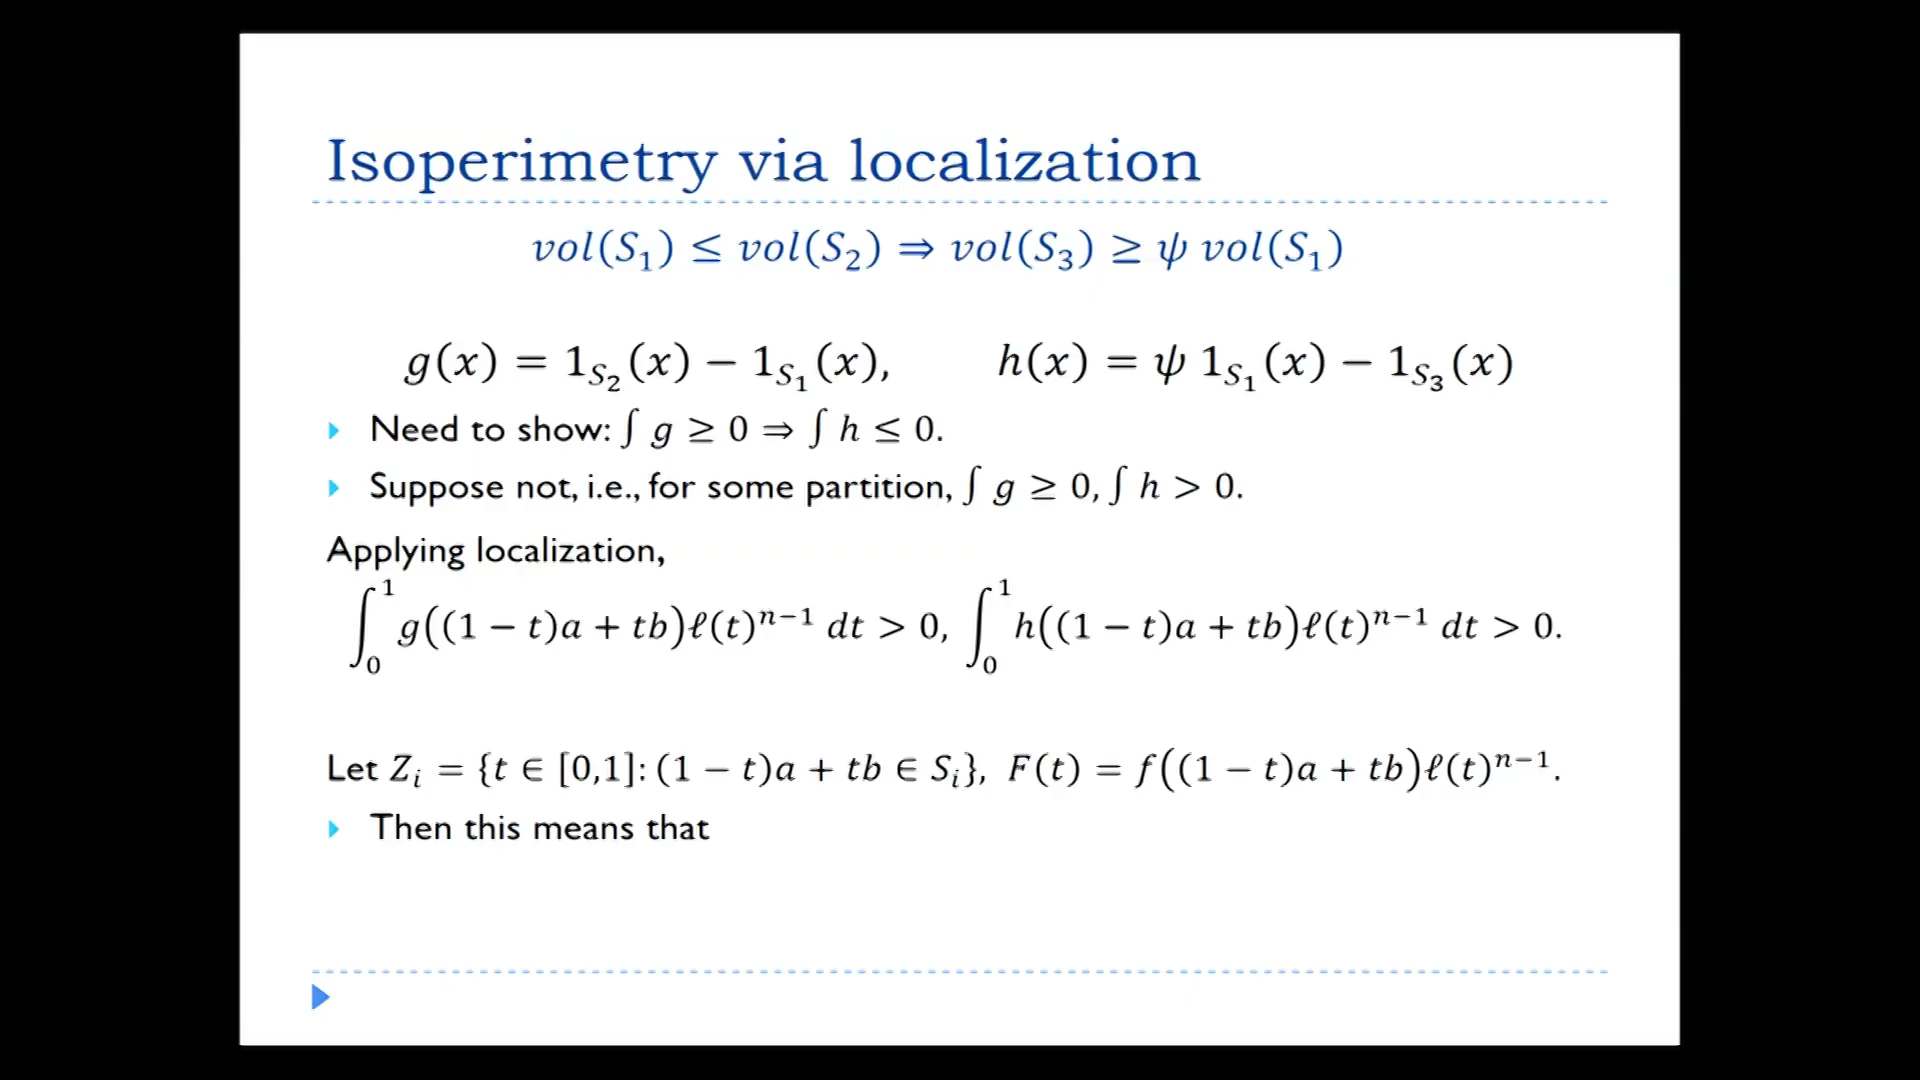 Isoperimetry via localization
vol(S₁) ≤ vol(S₂) ⇒ vol(S₃) ≥ ψ vol(S₁)
g(x) = 1_{S₂}(x) − 1_{S₁}(x), h(x) = ψ 1_{S₁}(x) − 1_{S₃}(x)
Need to show: ∫ g ≥ 0 ⇒ ∫ h ≤ 0.
Suppose not, i.e., for some partition, ∫ g ≥ 0, ∫ h > 0.
Applying localization,
∫₀¹ g((1 − t)a + tb)ℓ(t)ⁿ⁻¹ dt > 0, ∫₀¹ h((1 − t)a + tb)ℓ(t)ⁿ⁻¹ dt > 0.
Let Zᵢ = {t ∈ [0,1]: (1 − t)a + tb ∈ Sᵢ}, F(t) = f((1 − t)a + tb)ℓ(t)ⁿ⁻¹.
Then this means that